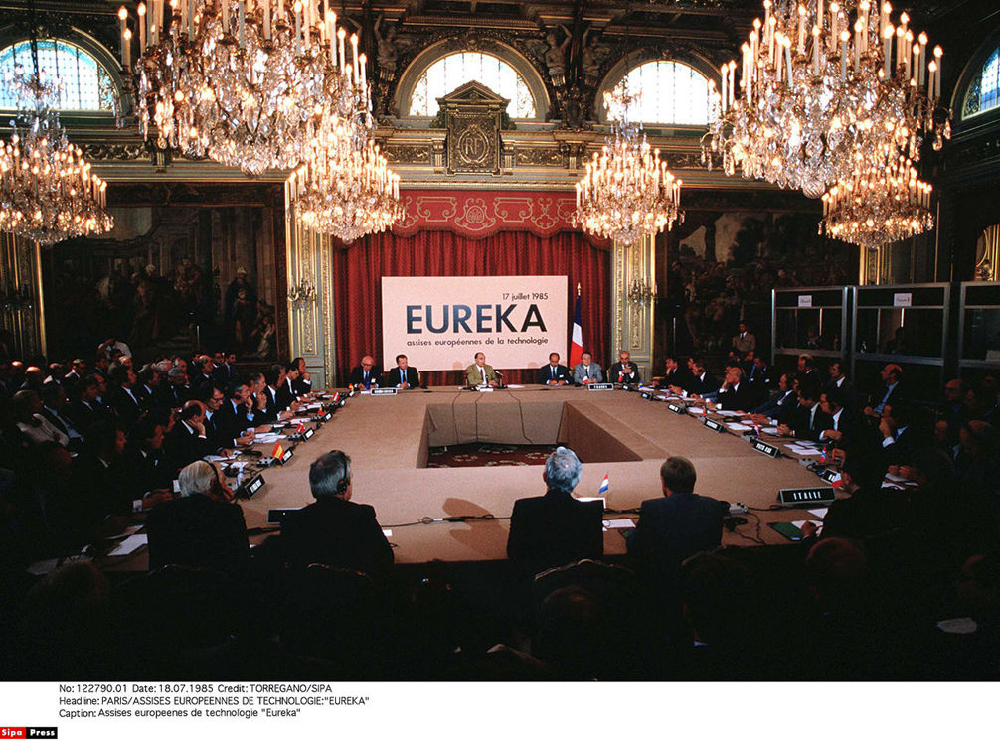 17 juillet 1985
EUREKA
assises européennes de la technologie
FRANCE
ITALIE
No: 122790.01 Date: 18.07.1985 Credit: TORREGANO/SIPA
Headline: PARIS/ASSISES EUROPEENNES DE TECHNOLOGIE:"EUREKA"
Caption: Assises europeenes de technologie "Eureka"
Sipa Press